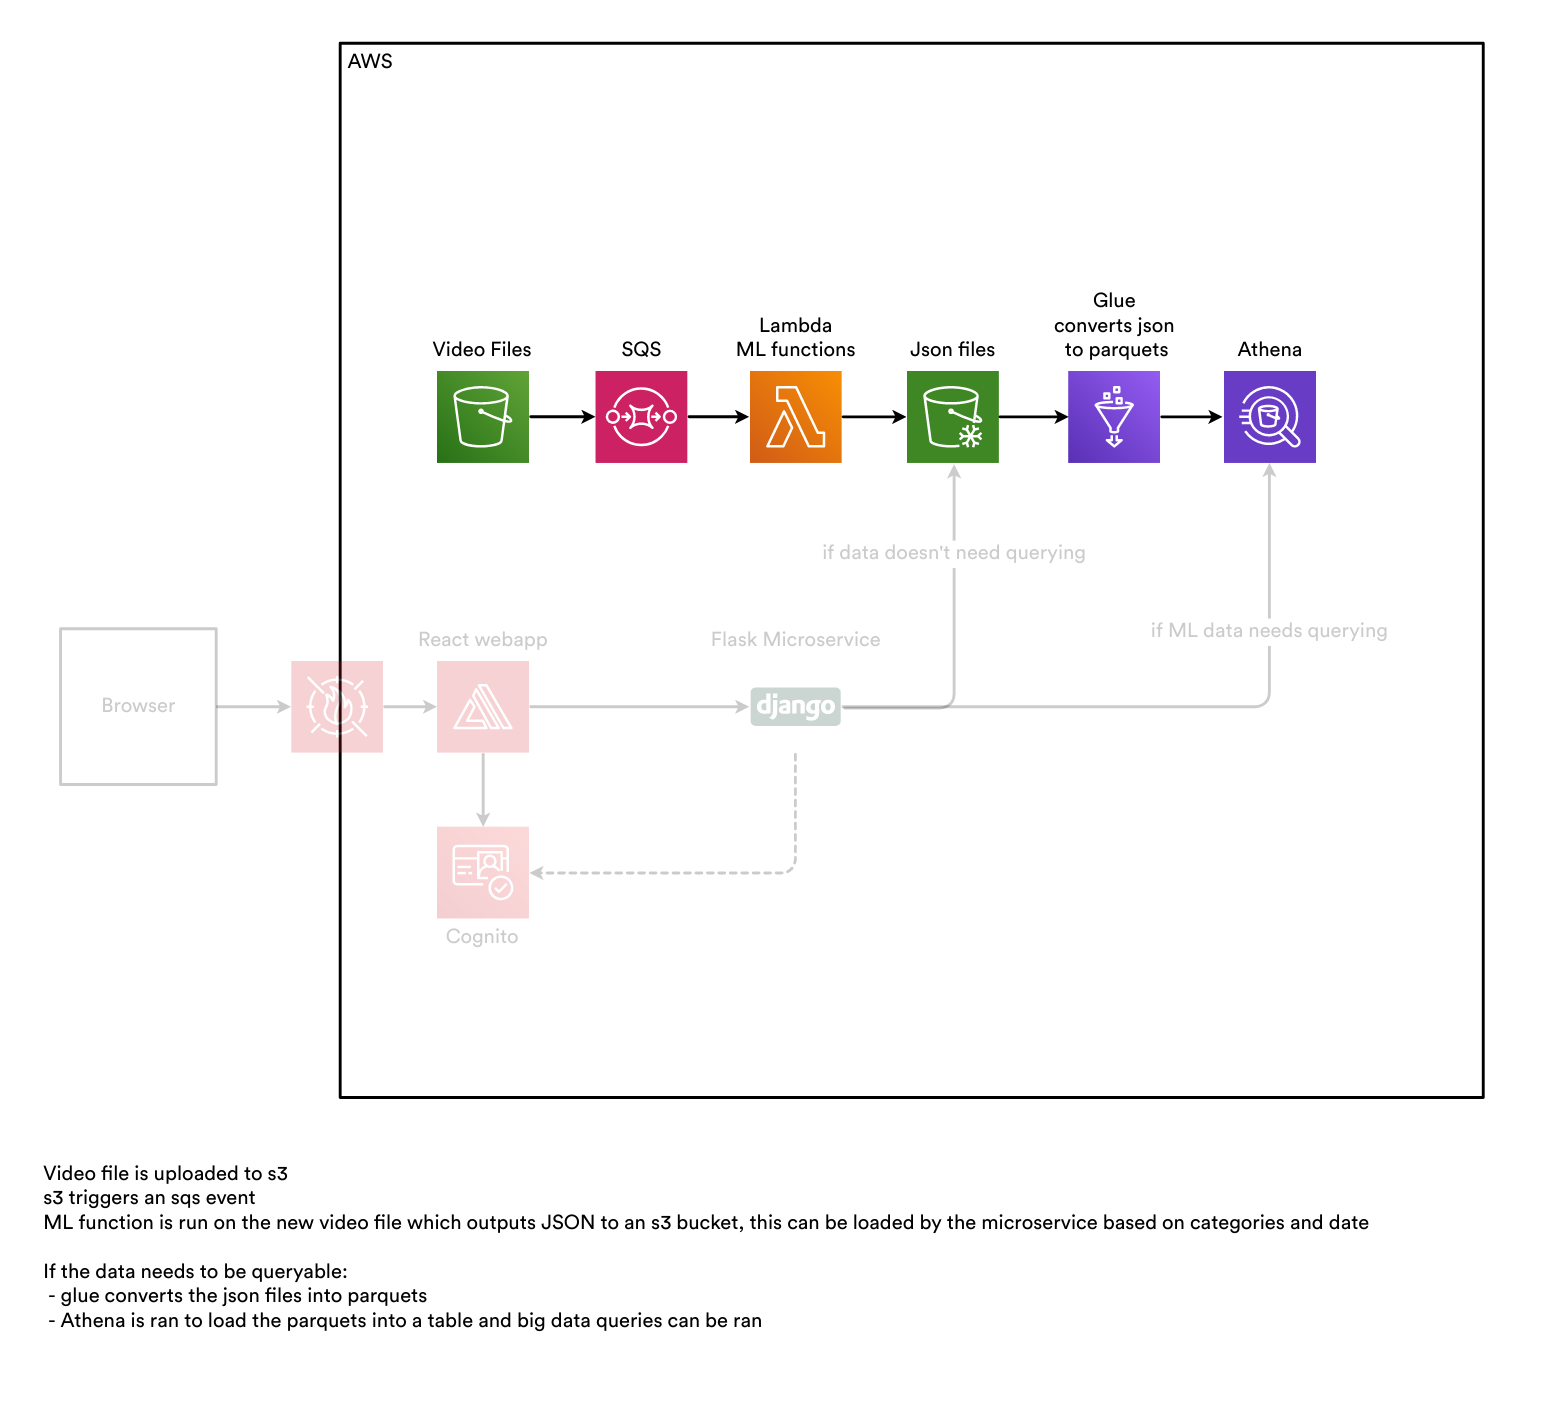 AWS
Glue
converts json
to parquets
Lambda
ML functions
Video Files
SQS
Json files
Athena
if data doesn't need querying
if ML data needs querying
React webapp
Flask Microservice
Browser
django
Cognito
Video file is uploaded to s3
s3 triggers an sqs event
ML function is run on the new video file which outputs JSON to an s3 bucket, this can be loaded by the microservice based on categories and date
If the data needs to be queryable:
- glue converts the json files into parquets
- Athena is ran to load the parquets into a table and big data queries can be ran